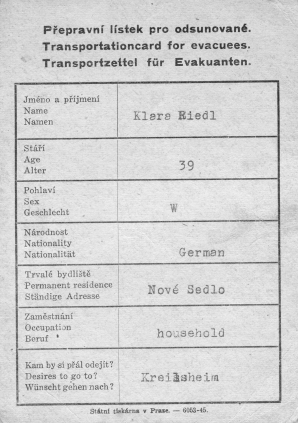 Přepravní lístek pro odsunované.
Transportationcard for evacuees.
Transportzettel für Evakuanten.
Jméno a přijmení
Name
Namen
Klara Riedl
Stáří
Age
Alter
39
Pohlaví
Sex
Geschlecht
W
Národnost
Nationality
Nationalität
German
Trvalé bydliště
Permanent residence
Ständige Adresse
Nové Sedlo
Zaměstnání
Occupation
Beruf
household
Kam by si přál odejít?
Desires to go to?
Wünscht gehen nach?
Kreilsheim
Státní tiskárna v Praze. — 6053-45.